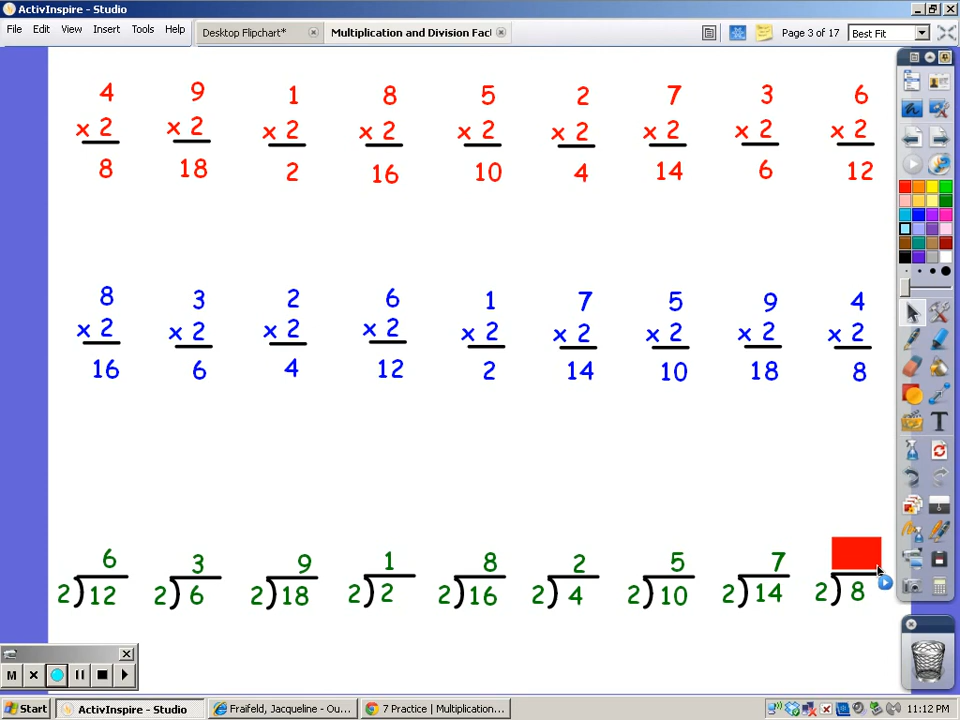 ActivInspire - Studio
File Edit View Insert Tools Help Desktop Flipchart* Multiplication and Division Fact Page 3 of 17 Best Fit
4 9 1 8 5 2 7 3 6
x 2 x 2 x 2 x 2 x 2 x 2 x 2 x 2 x 2
8 18 2 16 10 4 14 6 12
8 3 2 6 1 7 5 9 4
x 2 x 2 x 2 x 2 x 2 x 2 x 2 x 2 x 2
16 6 4 12 2 14 10 18 8
6 3 9 1 8 2 5 7
2)12 2)6 2)18 2)2 2)16 2)4 2)10 2)14 2)8
T
M
Start ActivInspire - Studio Fraifeld, Jacqueline - Ou... 7 Practice | Multiplication... 11:12 PM